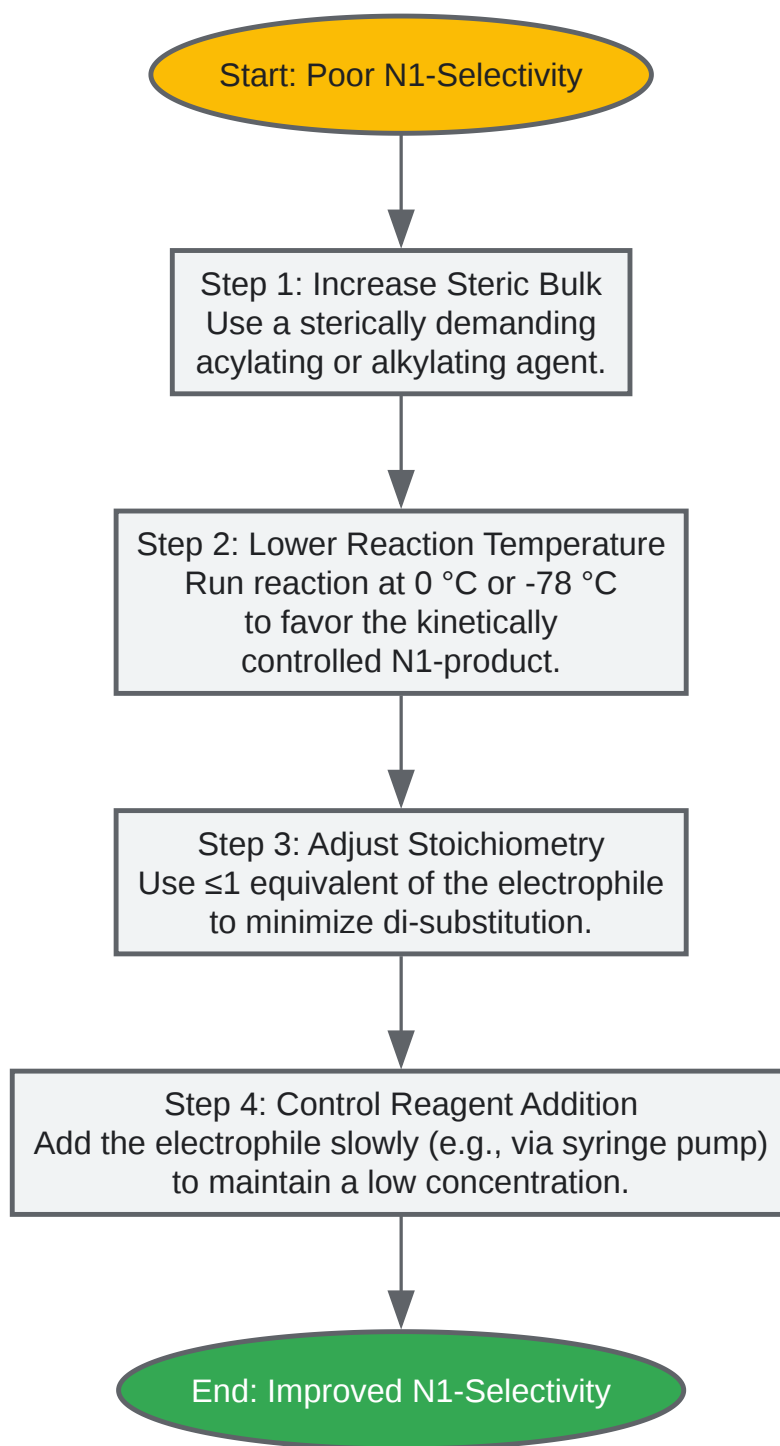 Start: Poor N1-Selectivity
Step 1: Increase Steric Bulk
Use a sterically demanding
acylating or alkylating agent.
Step 2: Lower Reaction Temperature
Run reaction at 0 °C or -78 °C
to favor the kinetically
controlled N1-product.
Step 3: Adjust Stoichiometry
Use ≤1 equivalent of the electrophile
to minimize di-substitution.
Step 4: Control Reagent Addition
Add the electrophile slowly (e.g., via syringe pump)
to maintain a low concentration.
End: Improved N1-Selectivity